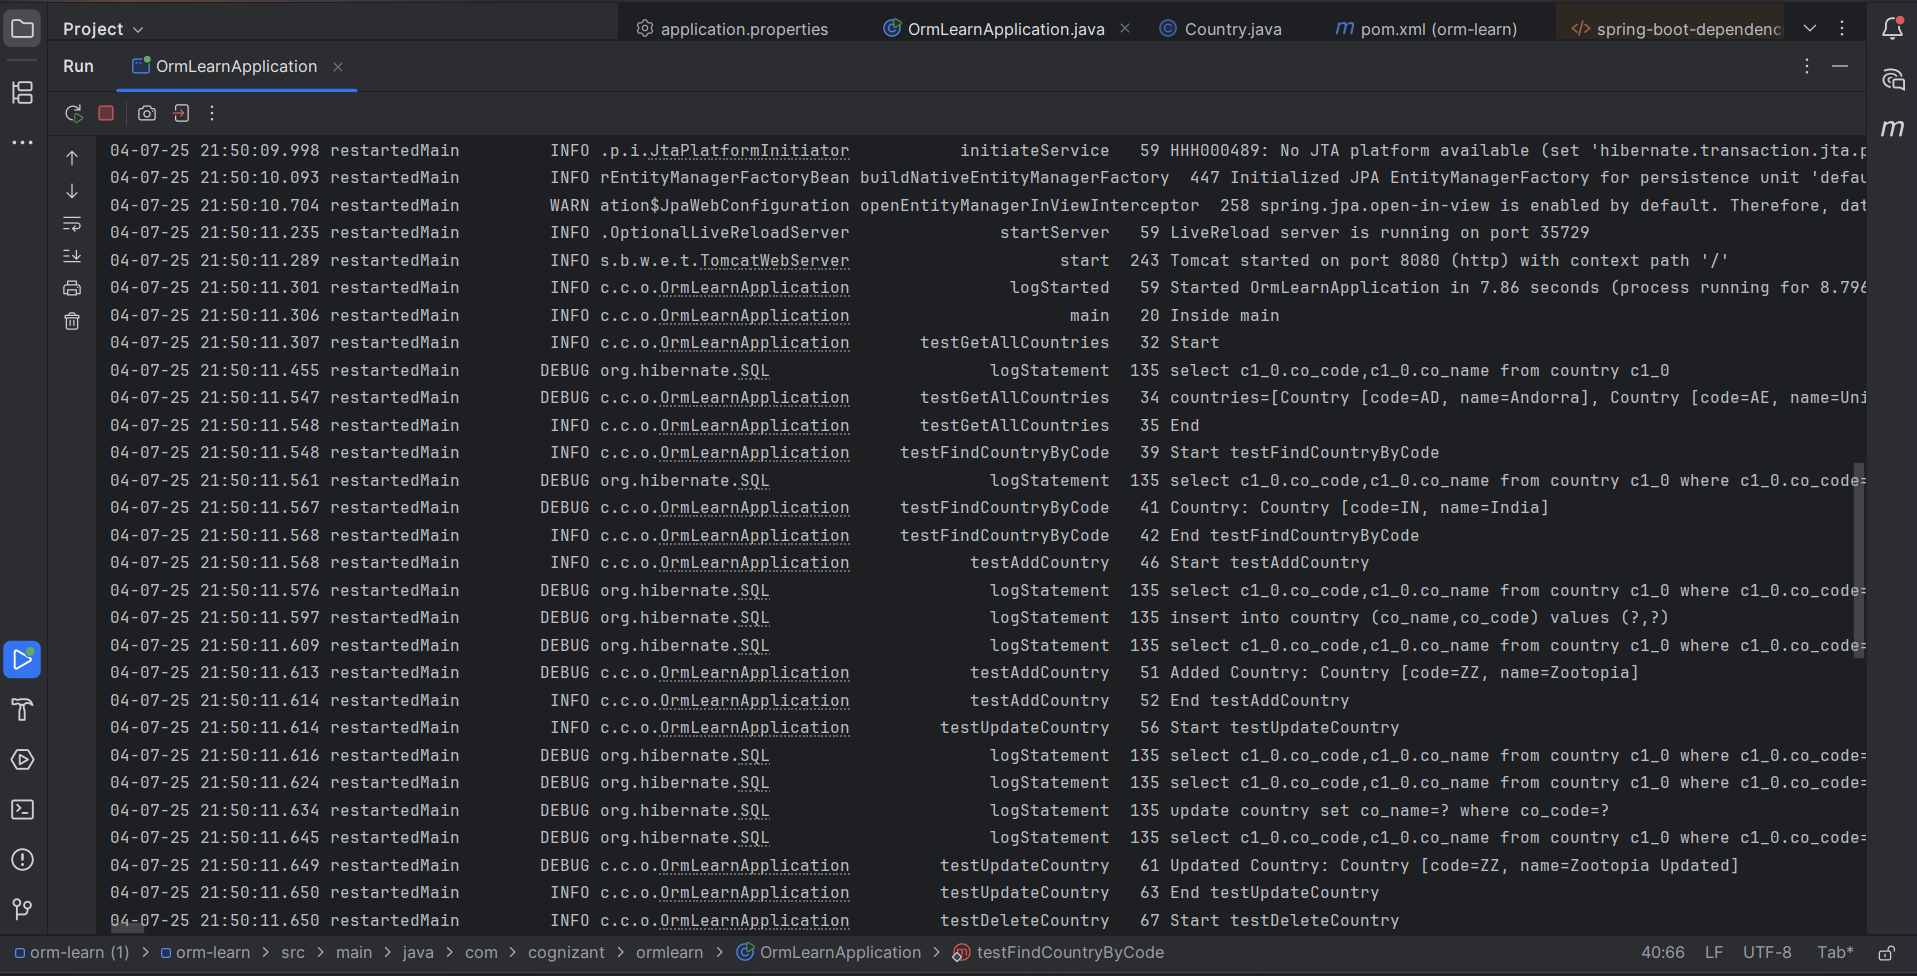 Project
application.properties
OrmLearnApplication.java
Country.java
pom.xml (orm-learn)
spring-boot-dependenc
Run
OrmLearnApplication
04-07-25 21:50:09.998 restartedMain INFO .p.i.JtaPlatformInitiator initiateService 59 HHH000489: No JTA platform available (set 'hibernate.transaction.jta.p
04-07-25 21:50:10.093 restartedMain INFO rEntityManagerFactoryBean buildNativeEntityManagerFactory 447 Initialized JPA EntityManagerFactory for persistence unit 'defau
04-07-25 21:50:10.704 restartedMain WARN ation$JpaWebConfiguration openEntityManagerInViewInterceptor 258 spring.jpa.open-in-view is enabled by default. Therefore, dat
04-07-25 21:50:11.235 restartedMain INFO .OptionalLiveReloadServer startServer 59 LiveReload server is running on port 35729
04-07-25 21:50:11.289 restartedMain INFO s.b.w.e.t.TomcatWebServer start 243 Tomcat started on port 8080 (http) with context path '/'
04-07-25 21:50:11.301 restartedMain INFO c.c.o.OrmLearnApplication logStarted 59 Started OrmLearnApplication in 7.86 seconds (process running for 8.796
04-07-25 21:50:11.306 restartedMain INFO c.c.o.OrmLearnApplication main 20 Inside main
04-07-25 21:50:11.307 restartedMain INFO c.c.o.OrmLearnApplication testGetAllCountries 32 Start
04-07-25 21:50:11.455 restartedMain DEBUG org.hibernate.SQL logStatement 135 select c1_0.co_code,c1_0.co_name from country c1_0
04-07-25 21:50:11.547 restartedMain DEBUG c.c.o.OrmLearnApplication testGetAllCountries 34 countries=[Country [code=AD, name=Andorra], Country [code=AE, name=Uni
04-07-25 21:50:11.548 restartedMain INFO c.c.o.OrmLearnApplication testGetAllCountries 35 End
04-07-25 21:50:11.548 restartedMain INFO c.c.o.OrmLearnApplication testFindCountryByCode 39 Start testFindCountryByCode
04-07-25 21:50:11.561 restartedMain DEBUG org.hibernate.SQL logStatement 135 select c1_0.co_code,c1_0.co_name from country c1_0 where c1_0.co_code=
04-07-25 21:50:11.567 restartedMain DEBUG c.c.o.OrmLearnApplication testFindCountryByCode 41 Country: Country [code=IN, name=India]
04-07-25 21:50:11.568 restartedMain INFO c.c.o.OrmLearnApplication testFindCountryByCode 42 End testFindCountryByCode
04-07-25 21:50:11.568 restartedMain INFO c.c.o.OrmLearnApplication testAddCountry 46 Start testAddCountry
04-07-25 21:50:11.576 restartedMain DEBUG org.hibernate.SQL logStatement 135 select c1_0.co_code,c1_0.co_name from country c1_0 where c1_0.co_code=
04-07-25 21:50:11.597 restartedMain DEBUG org.hibernate.SQL logStatement 135 insert into country (co_name,co_code) values (?,?)
04-07-25 21:50:11.609 restartedMain DEBUG org.hibernate.SQL logStatement 135 select c1_0.co_code,c1_0.co_name from country c1_0 where c1_0.co_code=
04-07-25 21:50:11.613 restartedMain DEBUG c.c.o.OrmLearnApplication testAddCountry 51 Added Country: Country [code=ZZ, name=Zootopia]
04-07-25 21:50:11.614 restartedMain INFO c.c.o.OrmLearnApplication testAddCountry 52 End testAddCountry
04-07-25 21:50:11.614 restartedMain INFO c.c.o.OrmLearnApplication testUpdateCountry 56 Start testUpdateCountry
04-07-25 21:50:11.616 restartedMain DEBUG org.hibernate.SQL logStatement 135 select c1_0.co_code,c1_0.co_name from country c1_0 where c1_0.co_code=
04-07-25 21:50:11.624 restartedMain DEBUG org.hibernate.SQL logStatement 135 select c1_0.co_code,c1_0.co_name from country c1_0 where c1_0.co_code=
04-07-25 21:50:11.634 restartedMain DEBUG org.hibernate.SQL logStatement 135 update country set co_name=? where co_code=?
04-07-25 21:50:11.645 restartedMain DEBUG org.hibernate.SQL logStatement 135 select c1_0.co_code,c1_0.co_name from country c1_0 where c1_0.co_code=
04-07-25 21:50:11.649 restartedMain DEBUG c.c.o.OrmLearnApplication testUpdateCountry 61 Updated Country: Country [code=ZZ, name=Zootopia Updated]
04-07-25 21:50:11.650 restartedMain INFO c.c.o.OrmLearnApplication testUpdateCountry 63 End testUpdateCountry
04-07-25 21:50:11.650 restartedMain INFO c.c.o.OrmLearnApplication testDeleteCountry 67 Start testDeleteCountry
orm-learn (1) > orm-learn > src > main > java > com > cognizant > ormlearn > OrmLearnApplication > testFindCountryByCode
40:66 LF UTF-8 Tab*